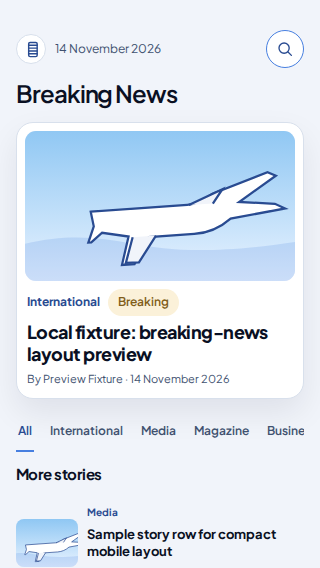 14 November 2026
Breaking News
International
Breaking
Local fixture: breaking-news
layout preview
By Preview Fixture · 14 November 2026
All
International
Media
Magazine
Busine
More stories
Media
Sample story row for compact
mobile layout